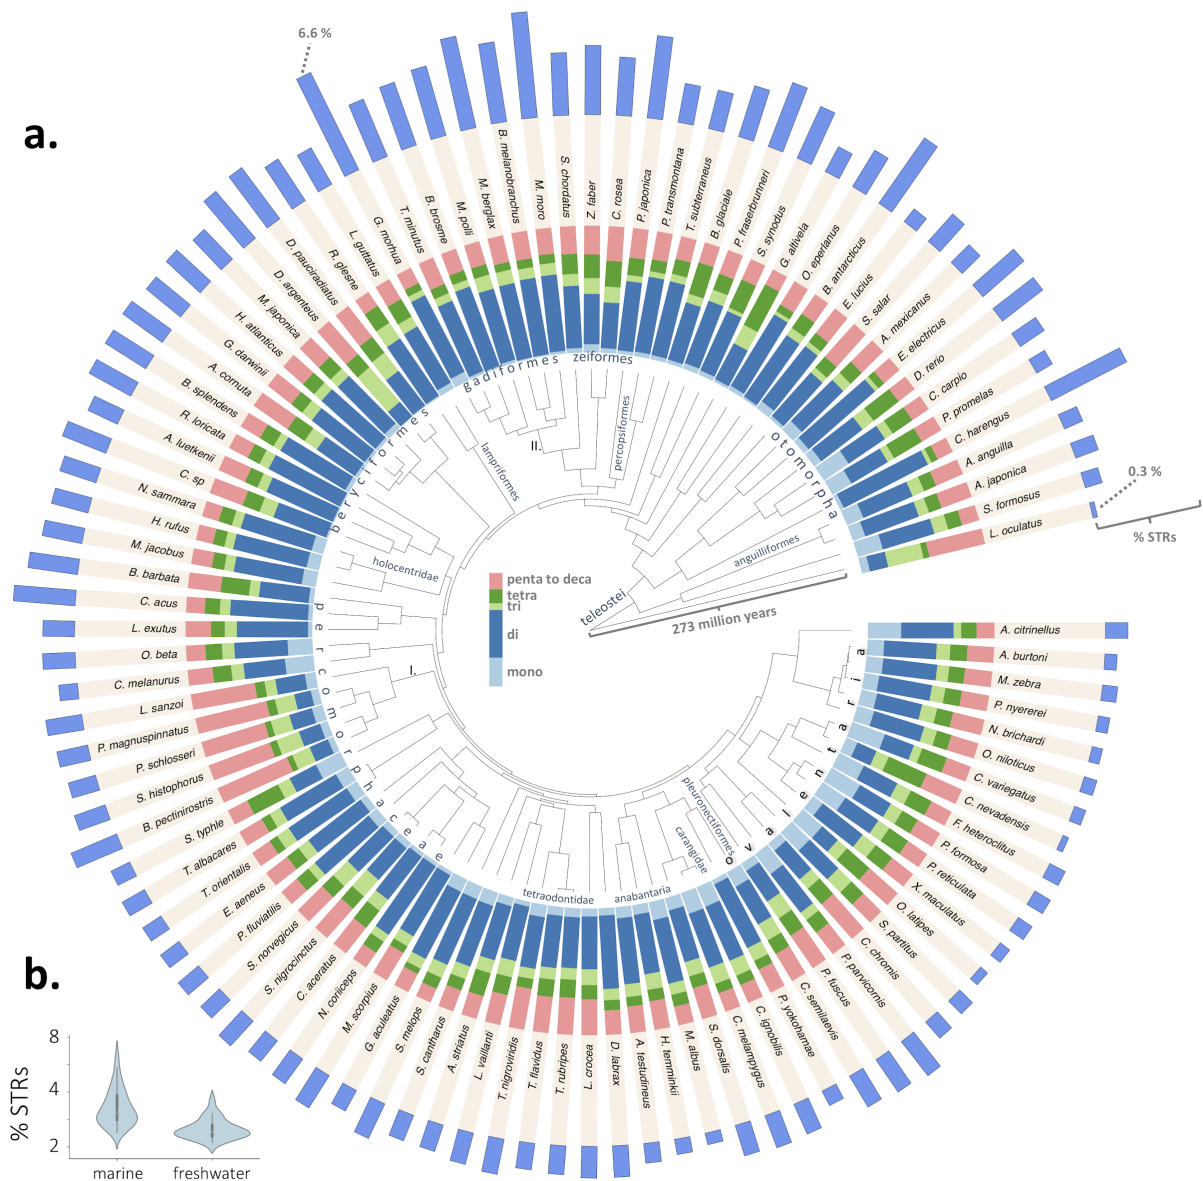 a.
6.6 %
B. melanobranchus
M. moro
S. chordatus
Z. faber
C. rosea
P. japonica
P. transmontana
T. subterraneus
B. glaciale
P. fraserbrunneri
S. synodus
G. altivela
O. eperlanus
B. antarcticus
E. lucius
S. salar
A. mexicanus
E. electricus
D. rerio
C. carpio
P. promelas
C. harengus
A. anguilla
A. japonica
S. formosus
L. oculatus
0.3 %
% STRs
M. berglax
M. polli
B. brosme
T. minutus
G. morhua
L. guttatus
R. glesne
D. pauciradiatus
D. argenteus
M. japonica
H. atlanticus
G. darwinii
A. cornuta
B. splendens
R. loricata
A. luetkenii
C. sp
N. sammara
H. rufus
M. jacobus
B. barbata
C. acus
L. exutus
O. beta
C. melanurus
L. sanzoi
P. magnuspinnatus
P. schlosseri
S. histophorus
B. pectinirostris
S. typhle
T. albacares
T. orientalis
E. aeneus
P. fluviatilis
S. norvegicus
S. nigrocinctus
C. aceratus
N. coriiceps
M. scorpius
G. aculeatus
S. melops
S. cantharus
A. striatus
L. vaillanti
T. nigroviridis
T. flavidus
T. rubripes
L. crocea
D. labrax
A. testudineus
H. temminkii
M. albus
S. dorsalis
C. melampygus
C. ignobilis
P. yokohamae
C. semilaevis
P. fuscus
P. parvicornis
C. chromis
S. partitus
O. latipes
X. maculatus
P. reticulata
P. formosa
F. heteroclitus
C. nevadensis
C. variegatus
O. niloticus
N. brichardi
P. nyererei
M. zebra
A. burtoni
A. citrinellus
gadiformes
zeiformes
percopsiformes
lampriformes
II.
beryciformes
holocentridae
otomorpha
anguilliformes
teleostei
273 million years
penta to deca
tetra
tri
di
mono
I.
percomorphaceae
tetraodontidae
anabantaria
carangidae
pleuronectiformes
ovalentaria
b.
% STRs
8
4
2
marine
freshwater